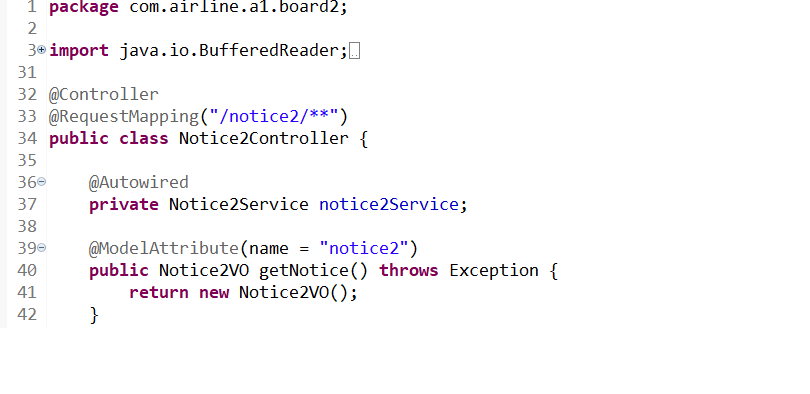 1 package com.airline.a1.board2;
2
3 import java.io.BufferedReader;
31
32 @Controller
33 @RequestMapping("/notice2/**")
34 public class Notice2Controller {
35
36 @Autowired
37 private Notice2Service notice2Service;
38
39 @ModelAttribute(name = "notice2")
40 public Notice2VO getNotice() throws Exception {
41 return new Notice2VO();
42 }